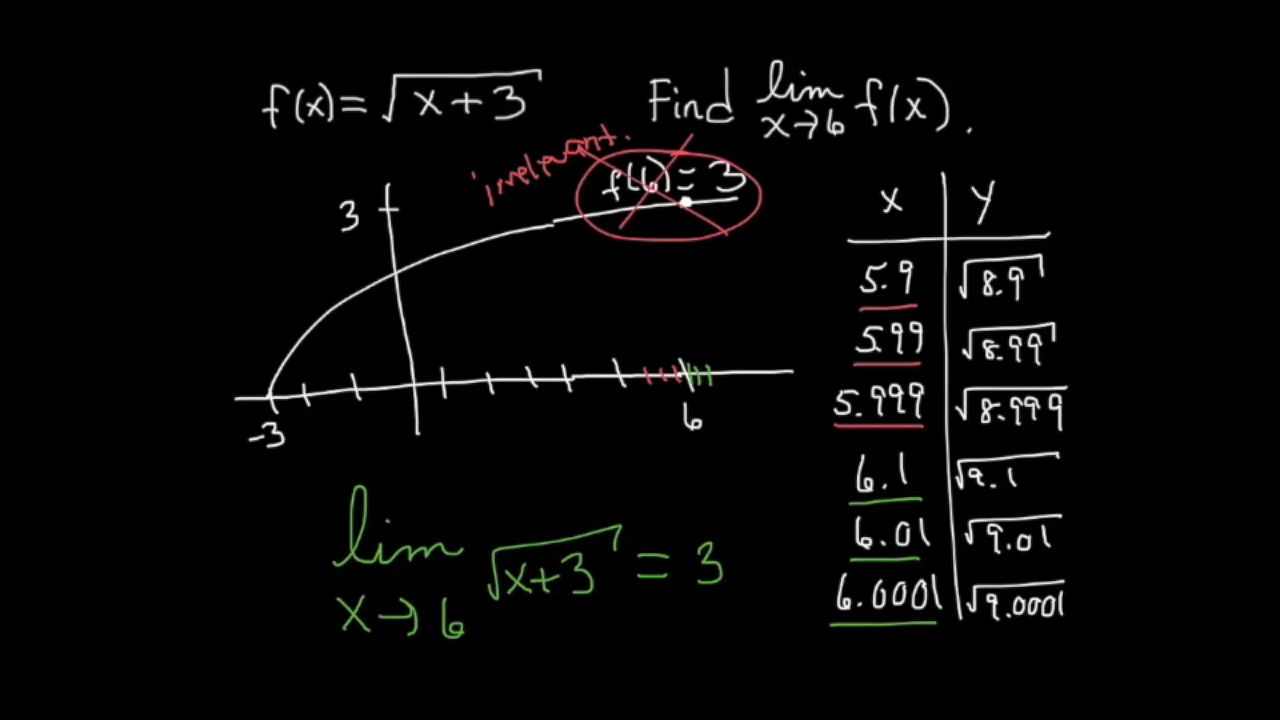 f(x) = √x+3 Find lim x→6 f(x).
irrelevant.
f(6) = 3
3
-3
6
lim x→6 √x+3 = 3
x y
5.9 √8.9
5.99 √8.99
5.999 √8.999
6.1 √9.1
6.01 √9.01
6.0001 √9.0001